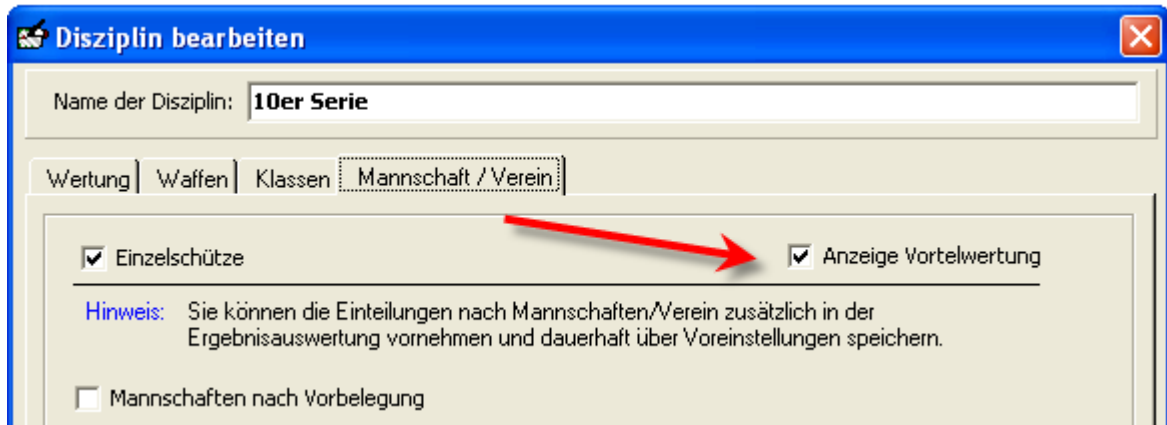 Disziplin bearbeiten
Name der Disziplin: 10er Serie
Wertung Waffen Klassen Mannschaft / Verein
Einzelschütze Anzeige Vortelwertung
Hinweis: Sie können die Einteilungen nach Mannschaften/Verein zusätzlich in der
Ergebnisauswertung vornehmen und dauerhaft über Voreinstellungen speichern.
Mannschaften nach Vorbelegung